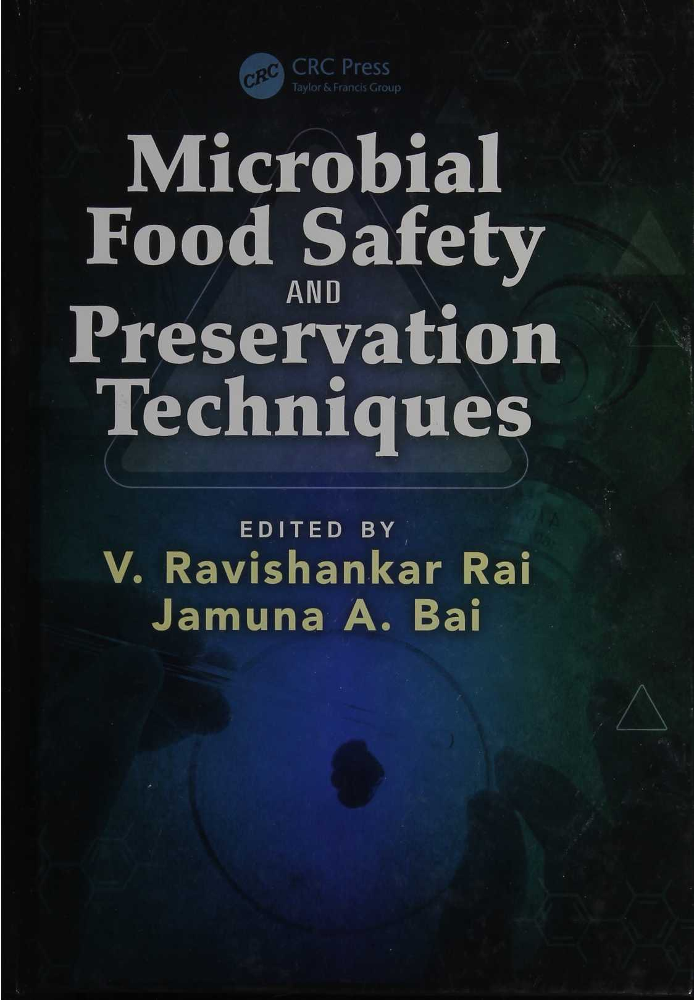 CRC
CRC Press
Taylor & Francis Group
Microbial
Food Safety
AND
Preservation
Techniques
EDITED BY
V. Ravishankar Rai
Jamuna A. Bai